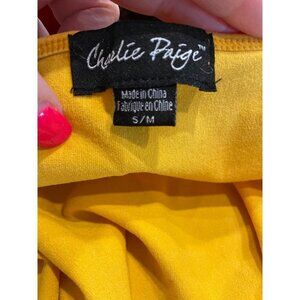 Charlie Paige™
Made in China
Fabriqué en Chine
S/M